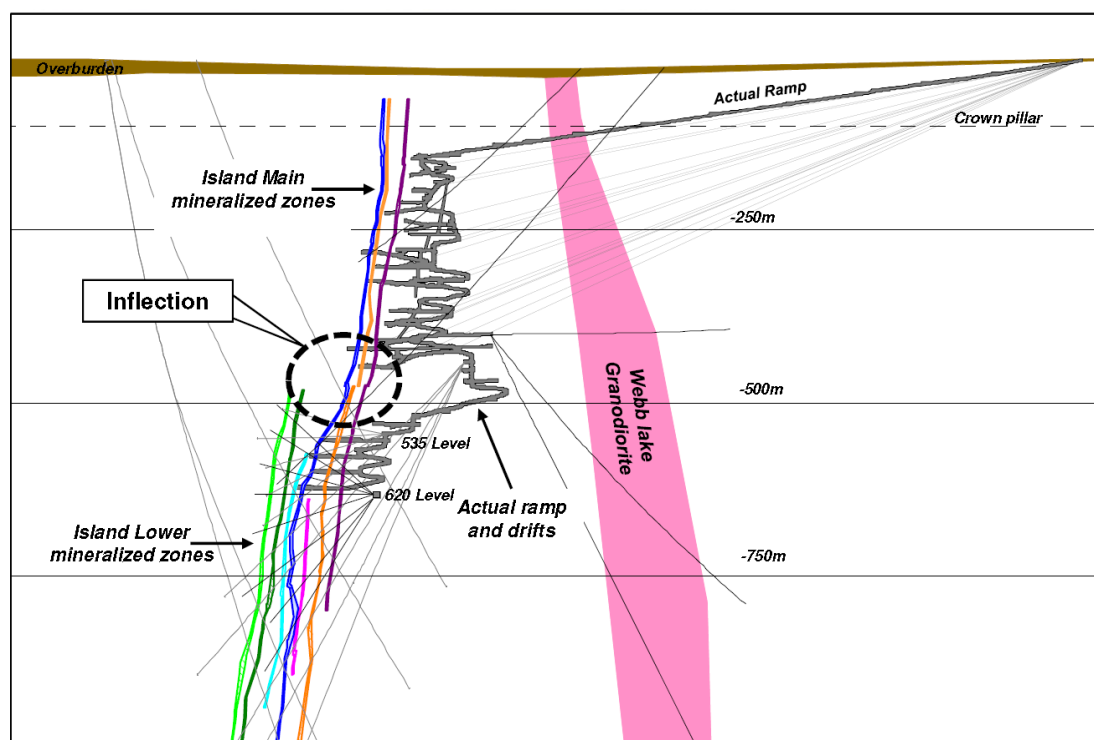 Overburden
Actual Ramp
Crown pillar
Island Main
mineralized zones
-250m
Inflection
-500m
Webb lake
Granodiorite
535 Level
620 Level
Actual ramp
and drifts
Island Lower
mineralized zones
-750m